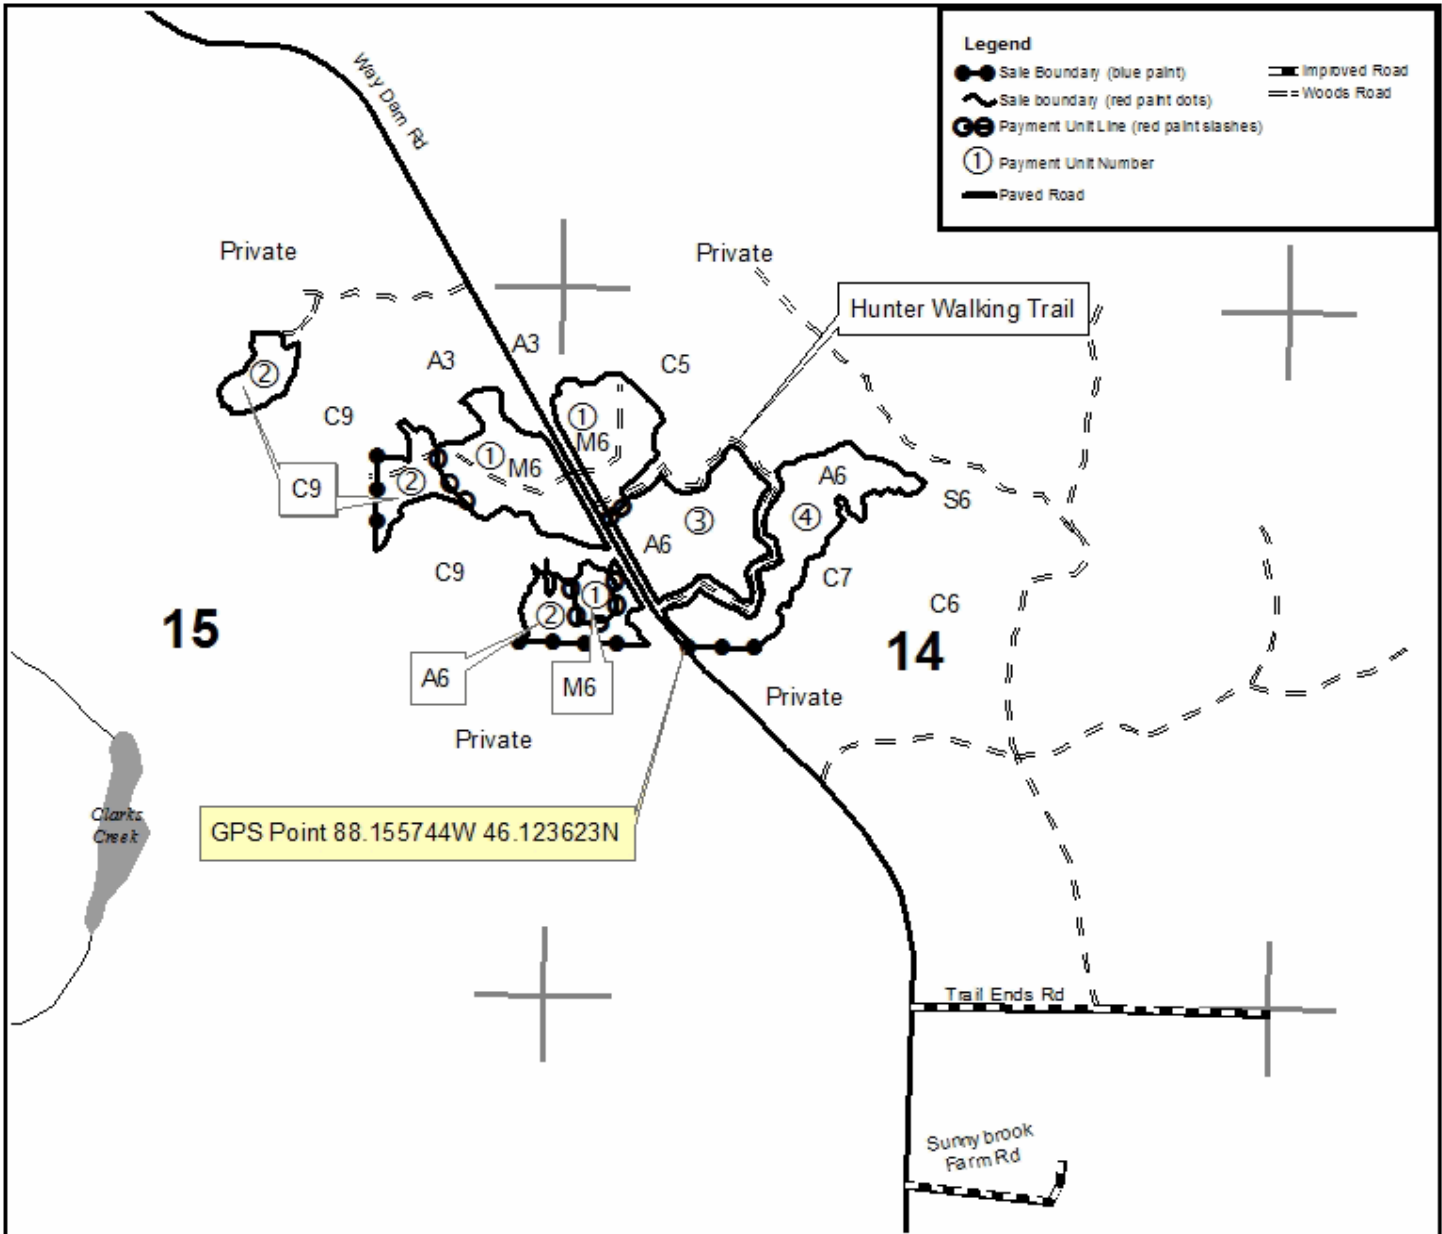 Legend
Sale Boundary (blue paint)
Improved Road
Sale boundary (red paint dots)
Woods Road
Payment Unit Line (red paint slashes)
1 Payment Unit Number
Paved Road
Way Dam Rd
Private
Private
Hunter Walking Trail
A3
A3
C5
2
C9
1
M6
1
M6
C9
2
A6
4
S6
3
A6
C9
C7
C6
15
14
2
1
A6
M6
Private
Private
GPS Point 88.155744W 46.123623N
Clarks
Creek
Trail Ends Rd
Sunnybrook
Farm Rd